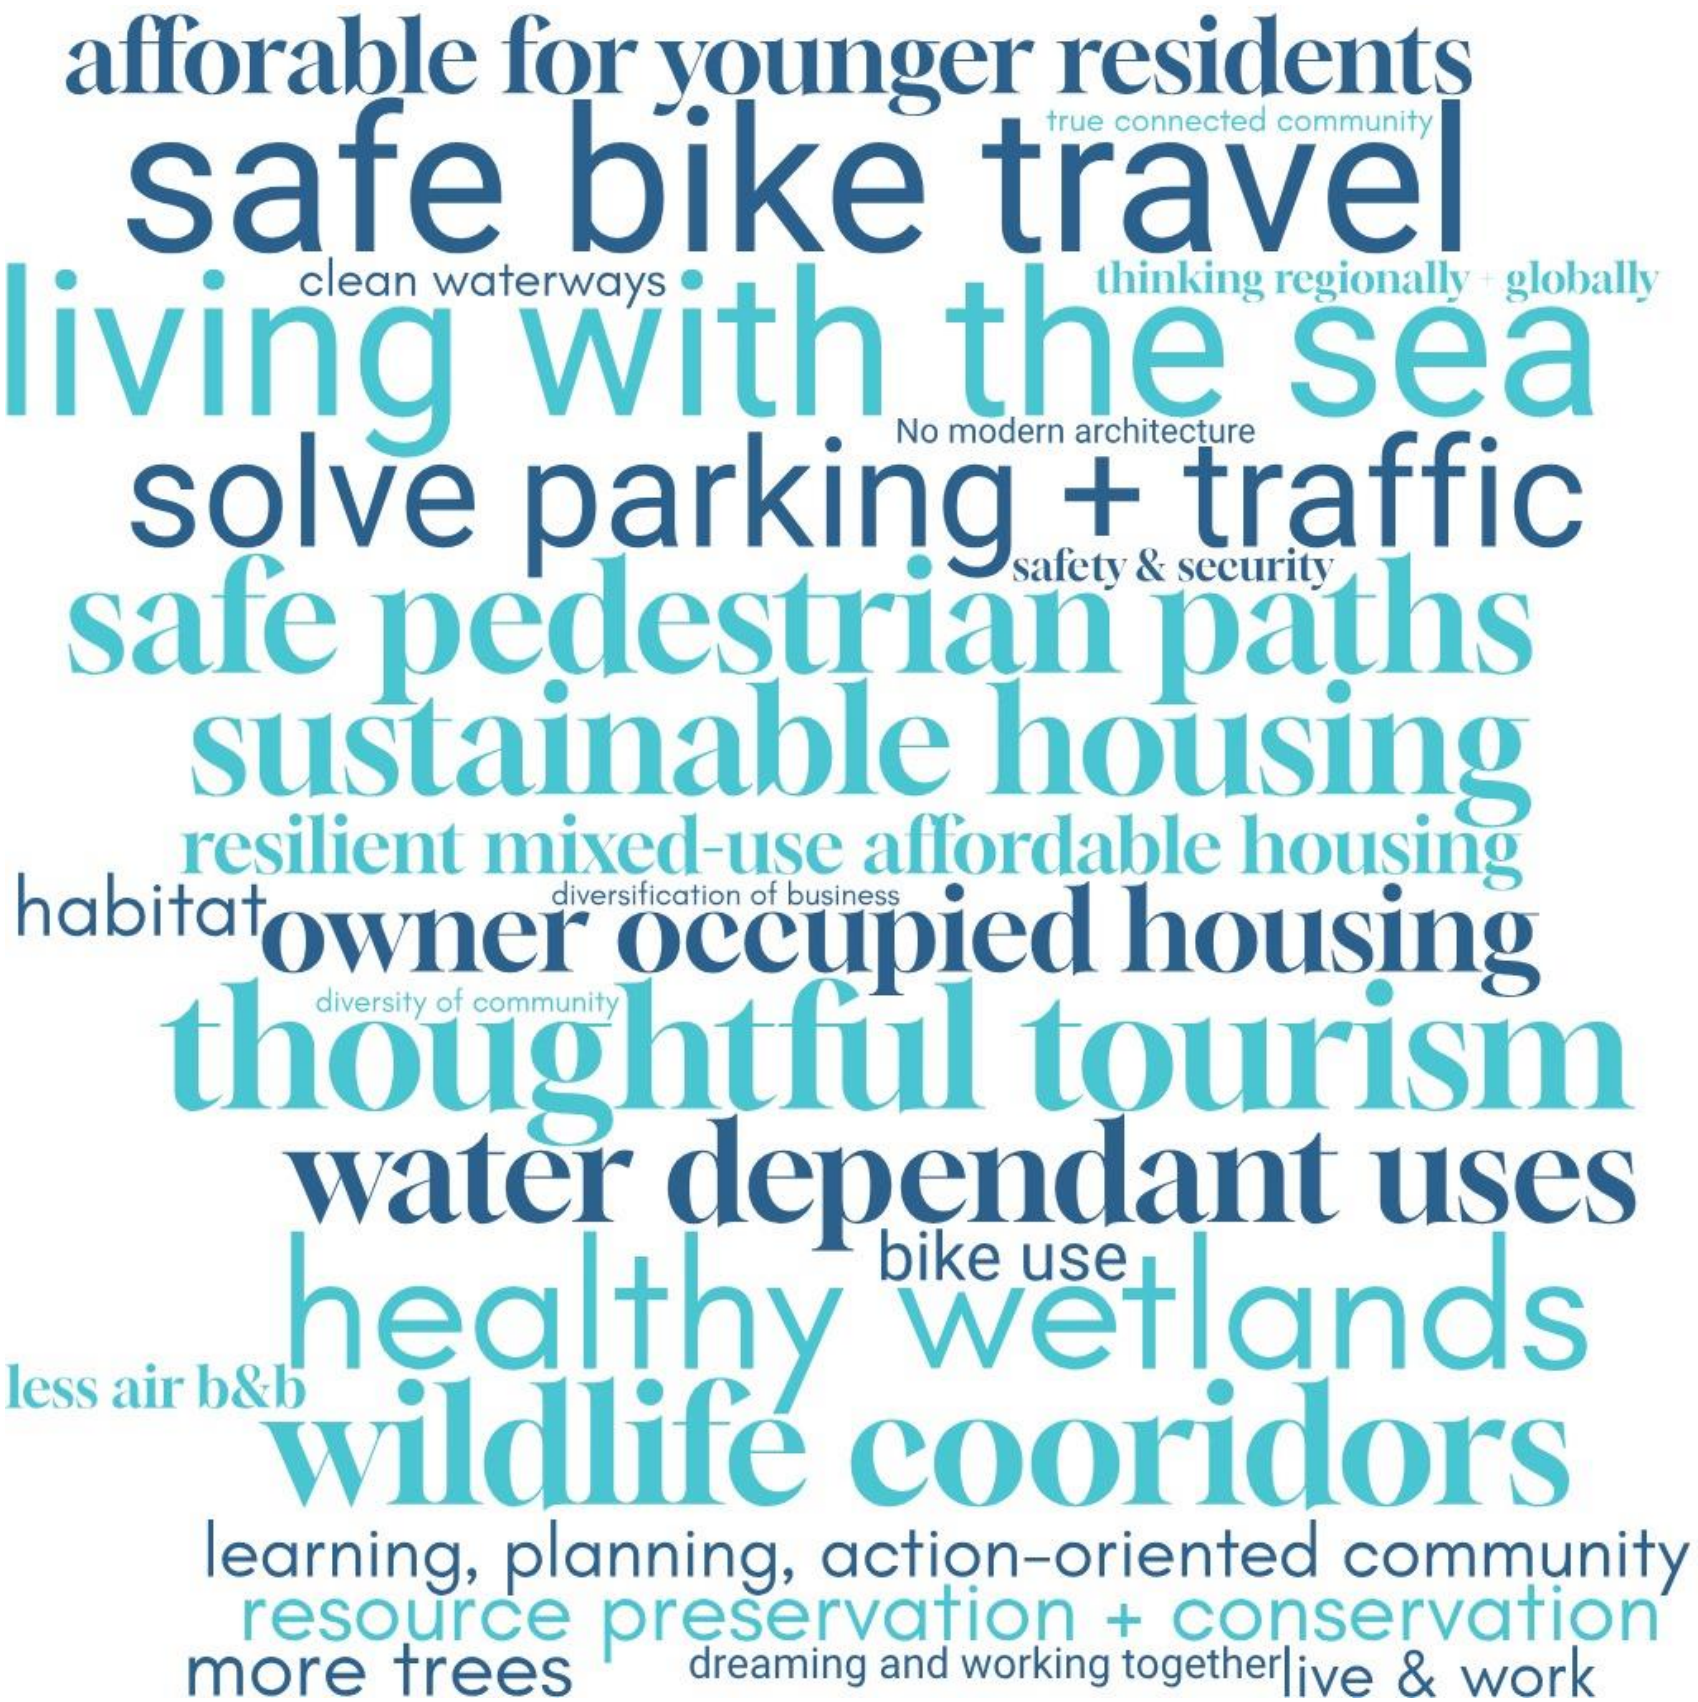 afforable for younger residents
true connected community
safe bike travel
clean waterways
thinking regionally + globally
living with the sea
No modern architecture
solve parking + traffic
safety & security
safe pedestrian paths
sustainable housing
resilient mixed-use affordable housing
habitat
diversification of business
owner occupied housing
diversity of community
thoughtful tourism
water dependant uses
bike use
healthy wetlands
less air b&b
wildlife cooridors
learning, planning, action-oriented community
resource preservation + conservation
more trees
dreaming and working together
live & work